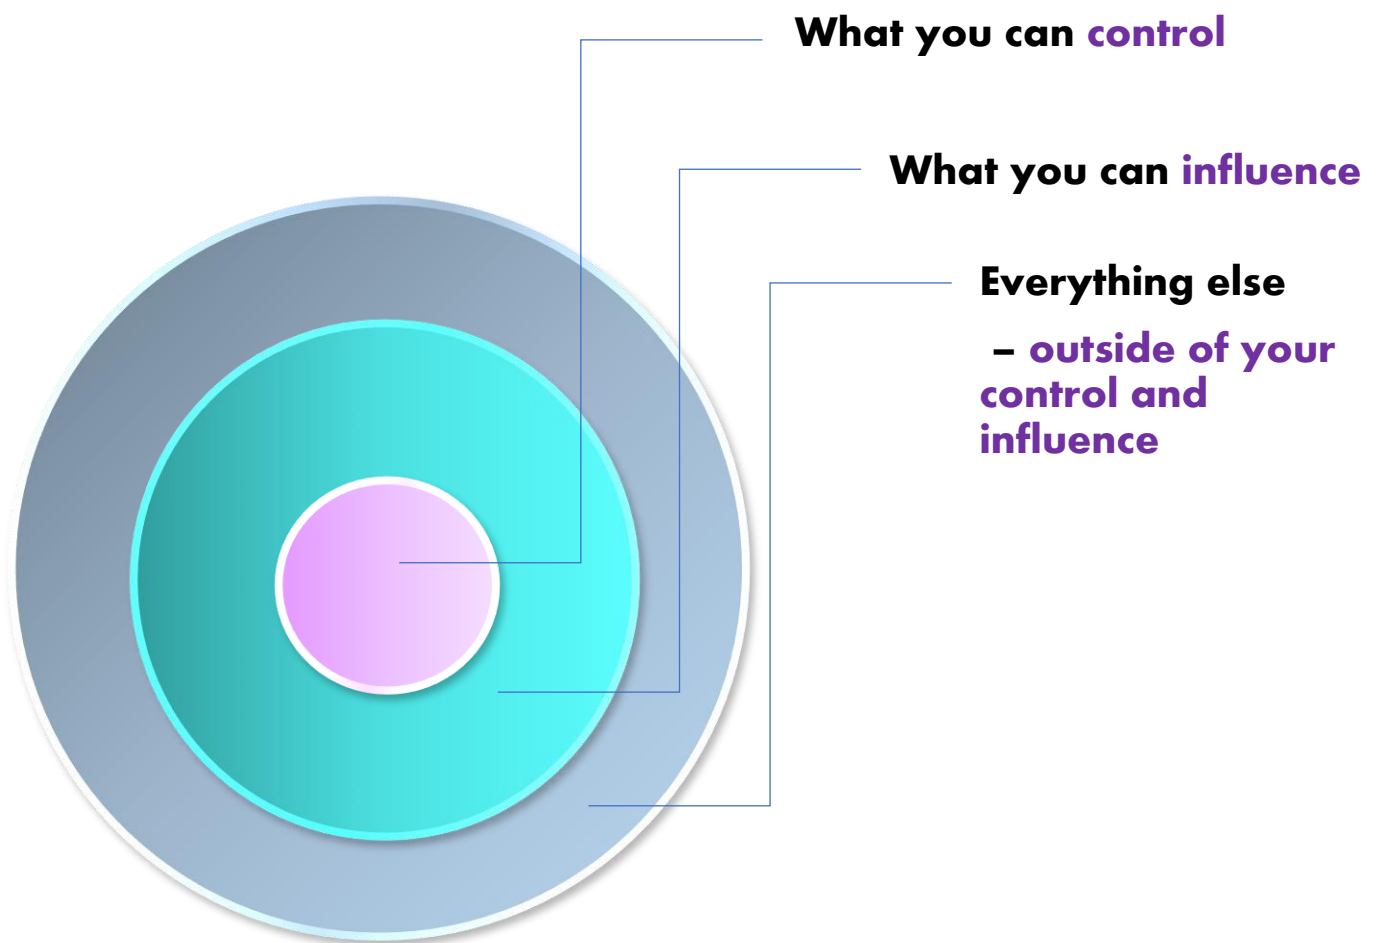 What you can control
What you can influence
Everything else
– outside of your
control and
influence